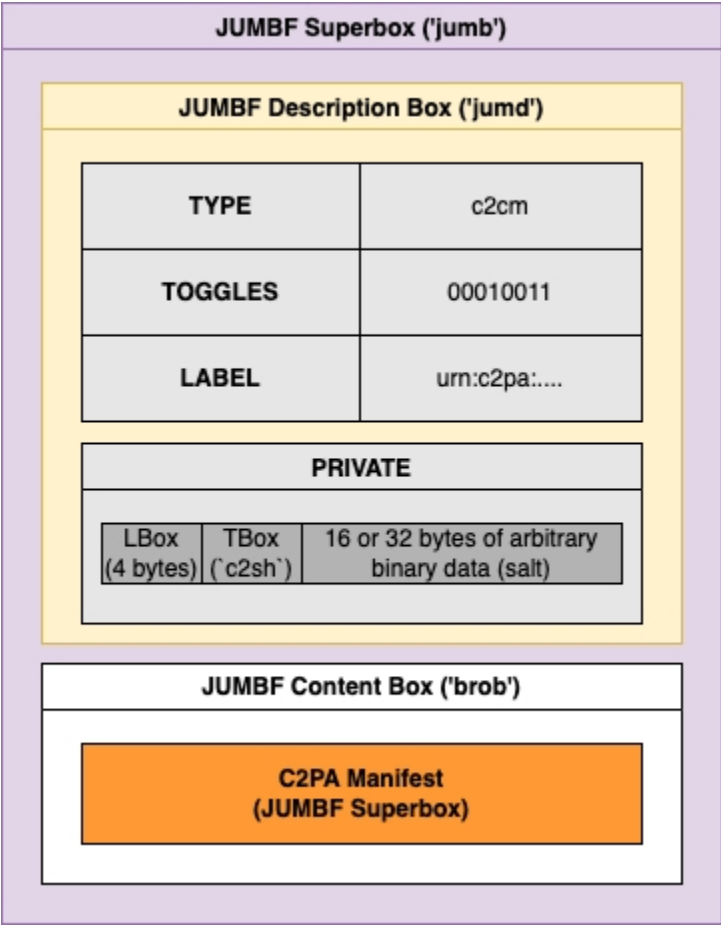 JUMBF Superbox ('jumb')
JUMBF Description Box ('jumd')
TYPE c2cm
TOGGLES 00010011
LABEL urn:c2pa:....
PRIVATE
LBox
(4 bytes)
TBox
(`c2sh`)
16 or 32 bytes of arbitrary
binary data (salt)
JUMBF Content Box ('brob')
C2PA Manifest
(JUMBF Superbox)